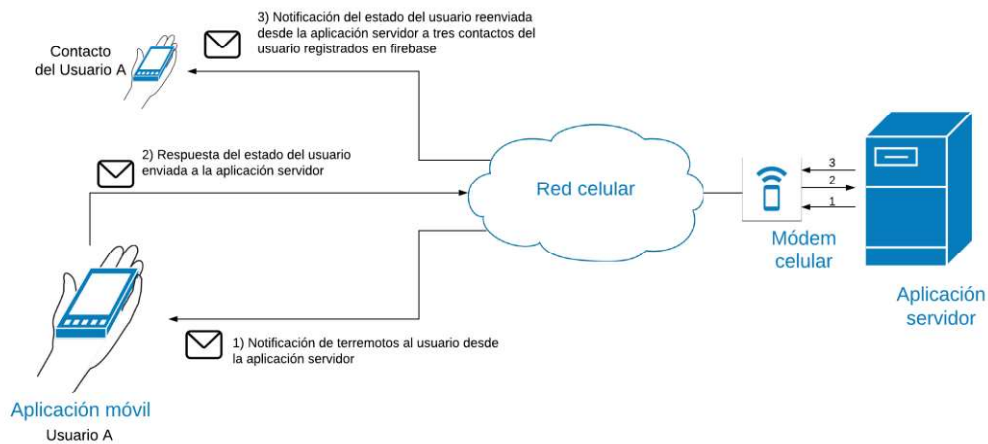 3) Notificación del estado del usuario reenviada
desde la aplicación servidor a tres contactos del
usuario registrados en firebase
Contacto
del Usuario A
2) Respuesta del estado del usuario
enviada a la aplicación servidor
Red celular
3
2
1
Módem
celular
Aplicación
servidor
1) Notificación de terremotos al usuario desde
la aplicación servidor
Aplicación móvil
Usuario A